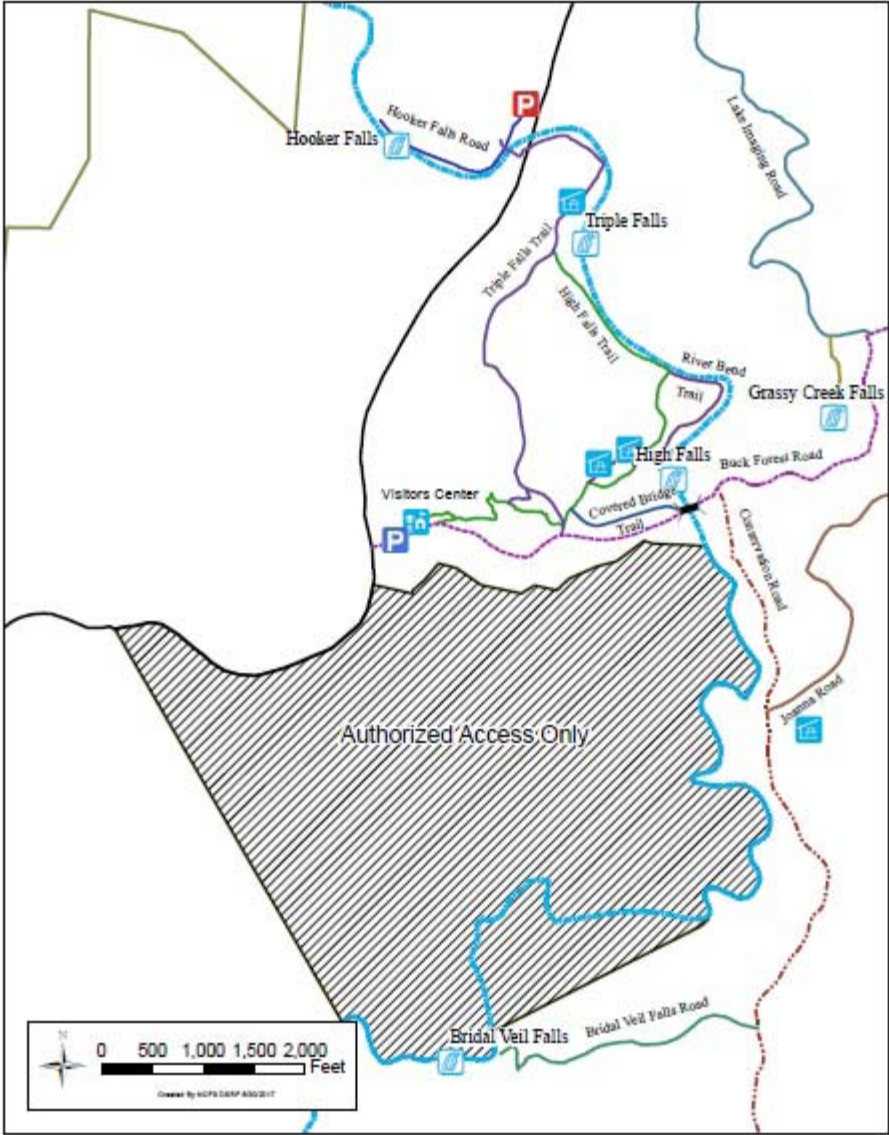 P
Hooker Falls Road
Hooker Falls
Lake Imaging Road
Triple Falls
Triple Falls Trail
High Falls Trail
River Bend
Trail
Grassy Creek Falls
High Falls
Buck Forest Road
Visitors Center
Covered Bridge
Trail
P
Conservation Road
Joanna Road
Authorized Access Only
Bridal Veil Falls Road
Bridal Veil Falls
N
0 500 1,000 1,500 2,000
Feet
Created By